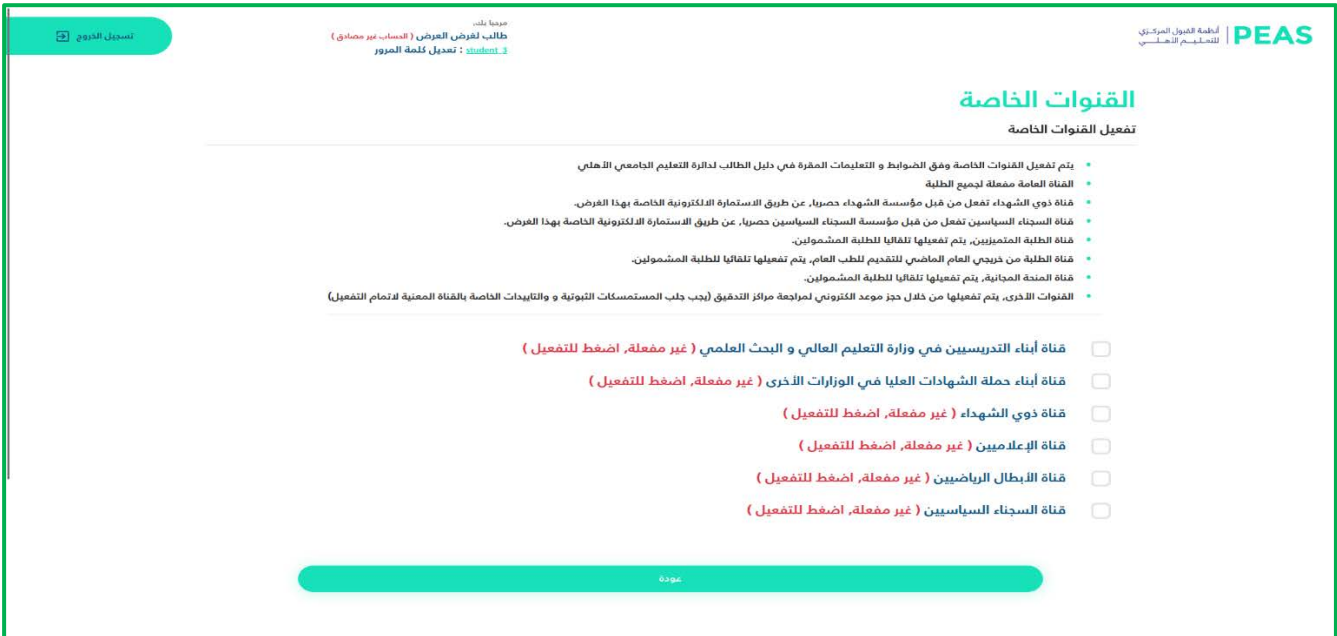 PEAS
أنظمة القبول المركـزي
للتعـلـيــم الأهـلــــي
مرحبا بك،
طالب لغرض العرض ( الحساب غير مصادق )
student_3 : تعديل كلمة المرور
تسجيل الخروج
القنوات الخاصة
تفعيل القنوات الخاصة
يتم تفعيل القنوات الخاصة وفق الضوابط و التعليمات المقرة في دليل الطالب لدائرة التعليم الجامعي الأهلي
القناة العامة مفعلة لجميع الطلبة
قناة ذوي الشهداء تفعل من قبل مؤسسة الشهداء حصريا، عن طريق الاستمارة الالكترونية الخاصة بهذا الغرض.
قناة السجناء السياسين تفعل من قبل مؤسسة السجناء السياسين حصريا، عن طريق الاستمارة الالكترونية الخاصة بهذا الغرض.
قناة الطلبة المتميزيين، يتم تفعيلها تلقاليا للطلبة المشمولين.
قناة الطلبة من خريجي العام الماضي للتقديم للطب العام، يتم تفعيلها تلقائيا للطلبة المشمولين.
قناة المنحة المجانية، يتم تفعيلها تلقائيا للطلبة المشمولين.
القنوات الأخرى، يتم تفعيلها من خلال حجز موعد الكتروني لمراجعة مراكز التدقيق (يجب جلب المستمسكات الثبوتية و والتاييدات الخاصة بالقناة المعنية لاتمام التفعيل)
قناة أبناء التدريسيين في وزارة التعليم العالي و البحث العلمي ( غير مفعلة, اضغط للتفعيل )
قناة أبناء حملة الشهادات العليا في الوزارات الأخرى ( غير مفعلة, اضغط للتفعيل )
قناة ذوي الشهداء ( غير مفعلة, اضغط للتفعيل )
قناة الإعلاميين ( غير مفعلة, اضغط للتفعيل )
قناة الأبطال الرياضيين ( غير مفعلة, اضغط للتفعيل )
قناة السجناء السياسيين ( غير مفعلة, اضغط للتفعيل )
عودة